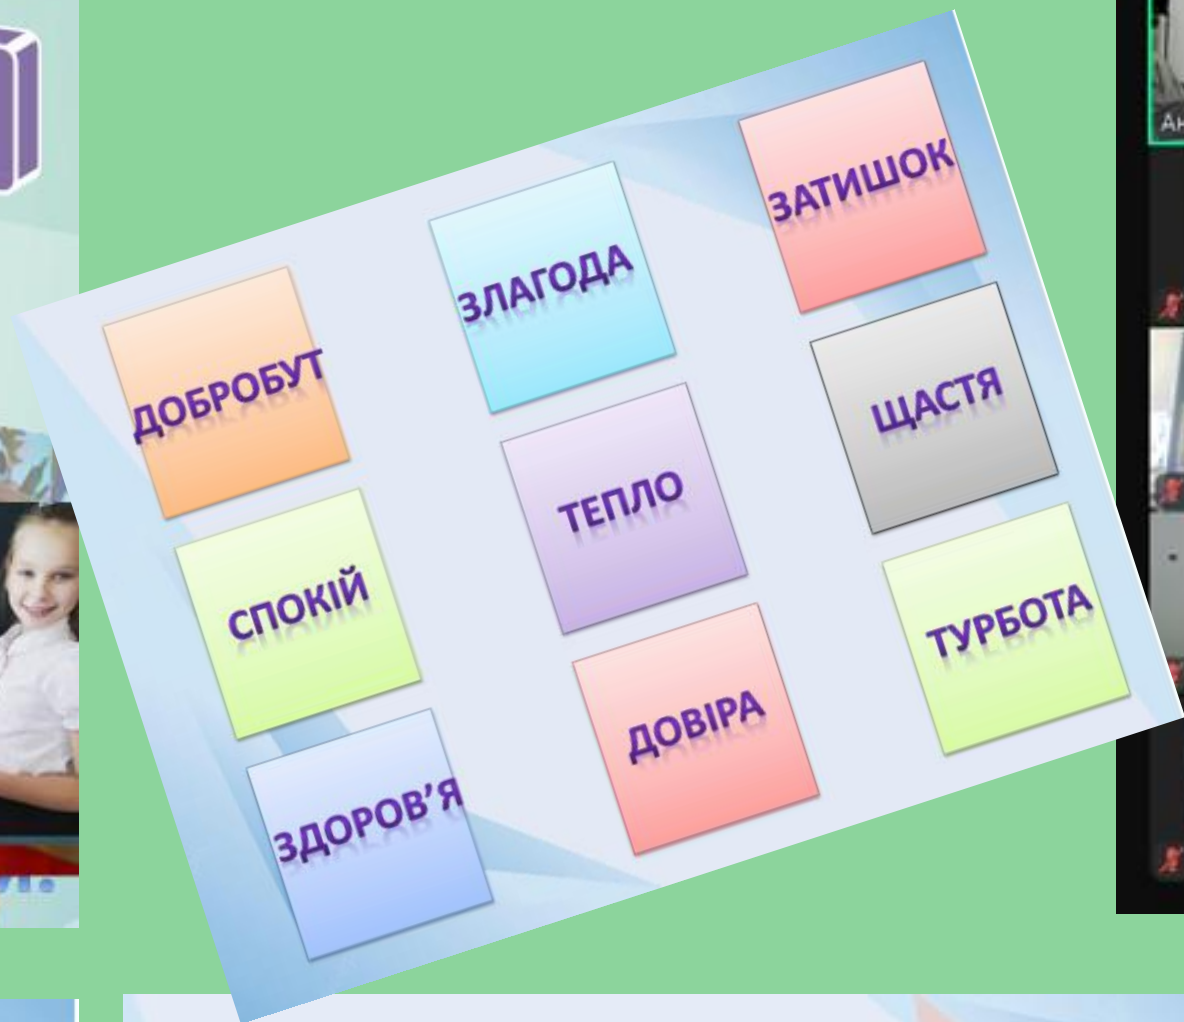 ДОБРОБУТ
ЗЛАГОДА
ЗАТИШОК
СПОКІЙ
ТЕПЛО
ЩАСТЯ
ЗДОРОВ'Я
ДОВІРА
ТУРБОТА